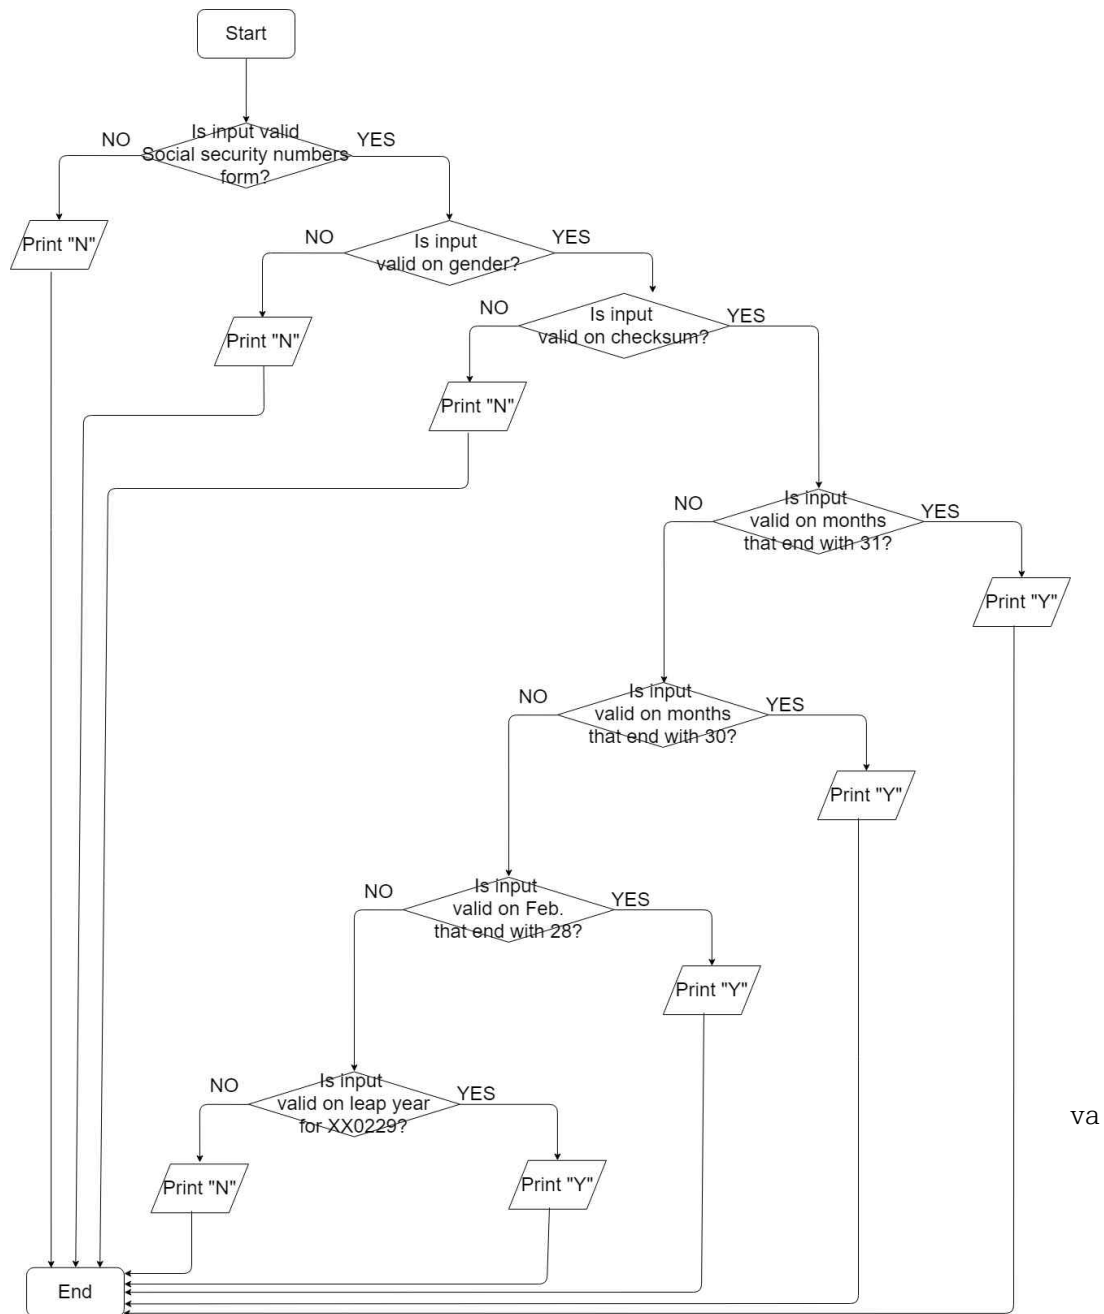 Start
NO
Is input valid
Social security numbers
form?
YES
Print "N"
NO
Is input
valid on gender?
YES
Print "N"
NO
Is input
valid on checksum?
YES
Print "N"
NO
Is input
valid on months
that end with 31?
YES
Print "Y"
NO
Is input
valid on months
that end with 30?
YES
Print "Y"
NO
Is input
valid on Feb.
that end with 28?
YES
Print "Y"
NO
Is input
valid on leap year
for XX0229?
YES
va
Print "N"
Print "Y"
End